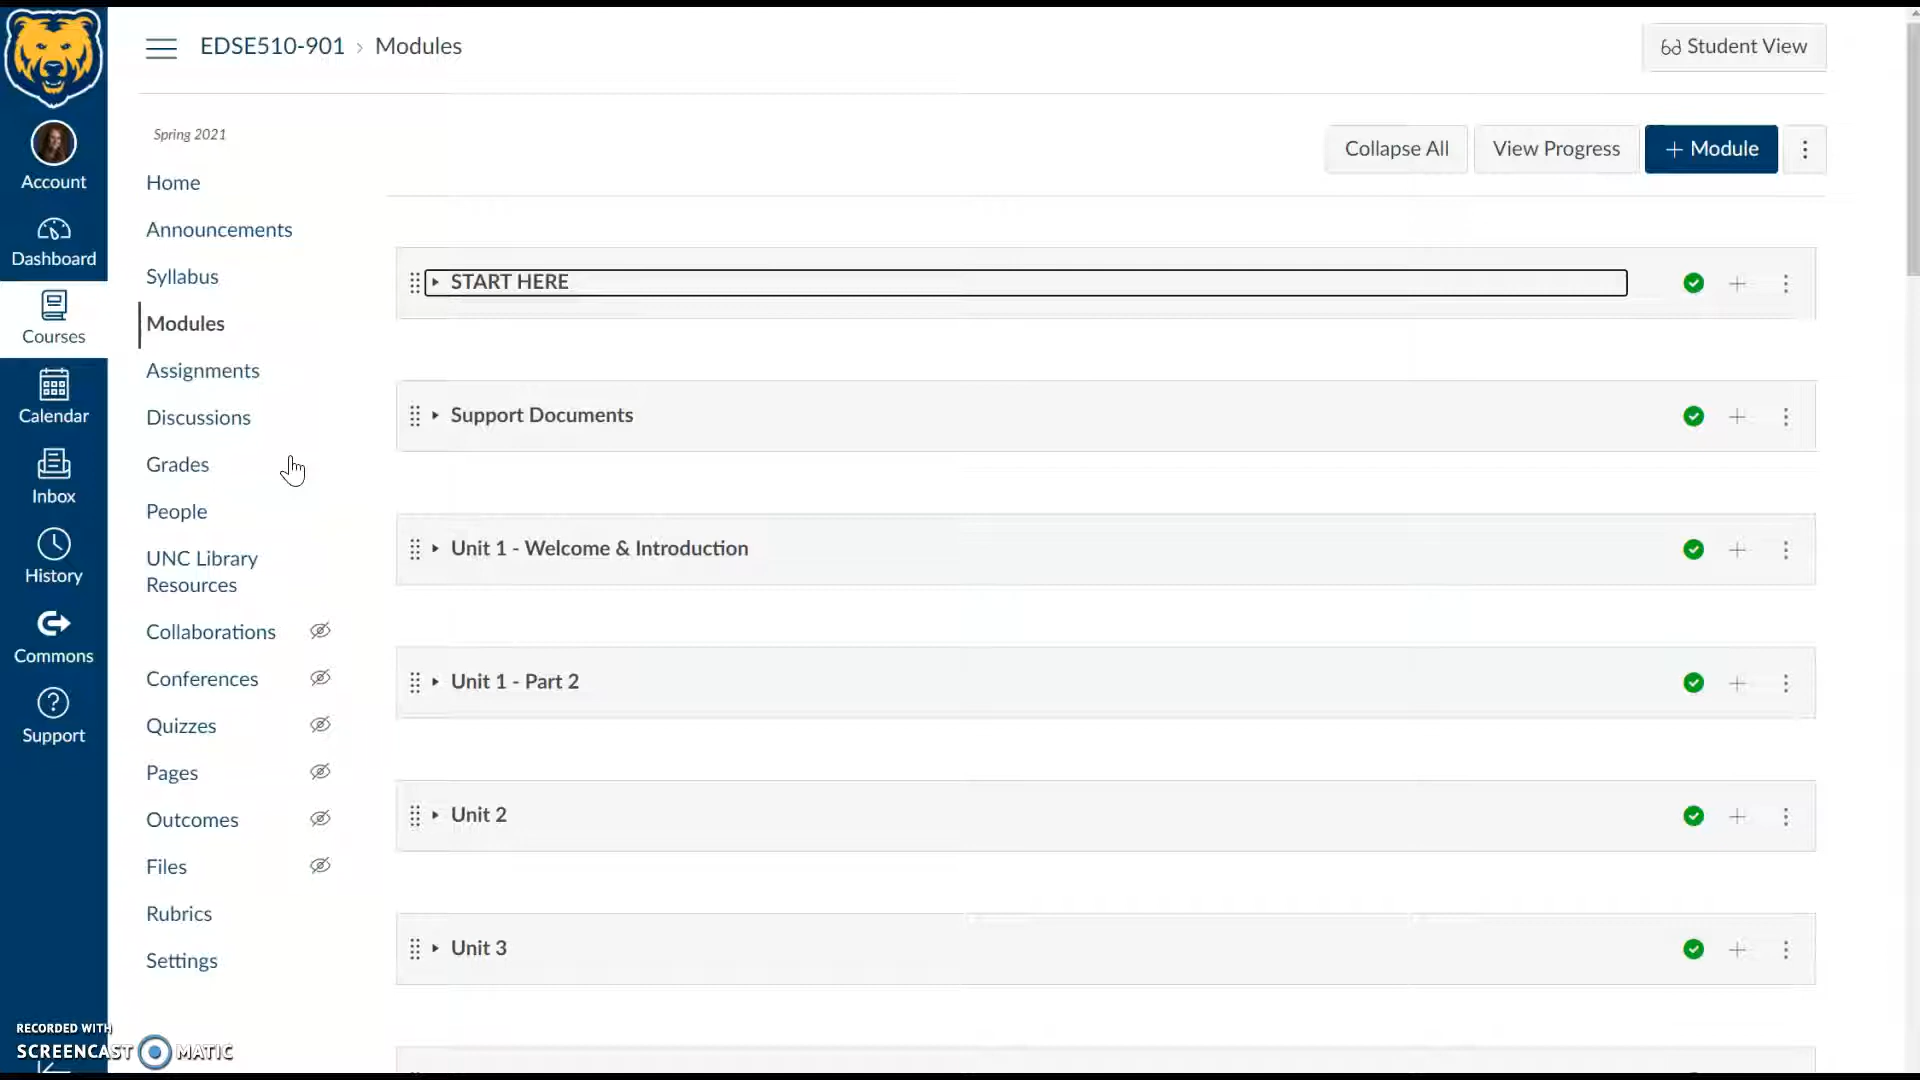 EDSE510-901 › Modules
Student View
Account
Dashboard
Courses
Calendar
Inbox
History
Commons
Support
Spring 2021
Home
Announcements
Syllabus
Modules
Assignments
Discussions
Grades
People
UNC Library
Resources
Collaborations
Conferences
Quizzes
Pages
Outcomes
Files
Rubrics
Settings
Collapse All
View Progress
+ Module
START HERE
Support Documents
Unit 1 - Welcome & Introduction
Unit 1 - Part 2
Unit 2
Unit 3
RECORDED WITH
SCREENCAST MATIC